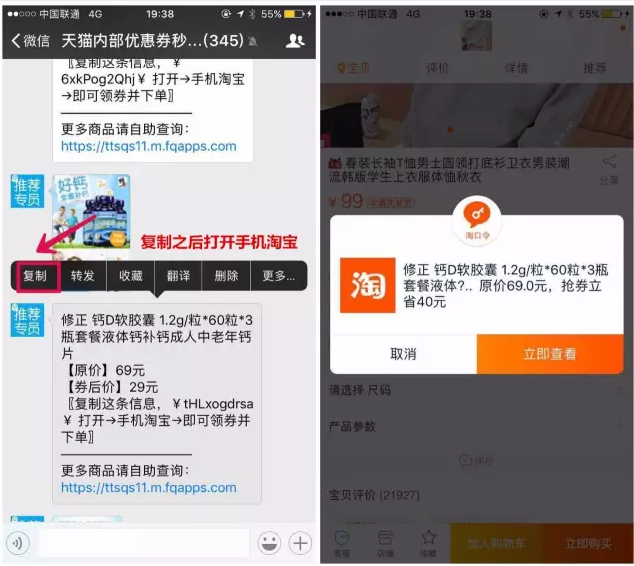 中国联通 4G 19:38 55%
微信 天猫内部优惠券秒...(345)
〖复制这条信息，￥
6xkPog2Qhj￥ 打开→手机淘宝
→即可领券并下单〗
更多商品请自助查询：
https://ttsqs11.m.fqapps.com
推荐
专员
好钙
复制之后打开手机淘宝
复制 转发 收藏 翻译 删除 更多...
推荐
专员
修正 钙D软胶囊 1.2g/粒*60粒*3
瓶套餐液体钙补钙成人中老年钙
片
【原价】69元
【券后价】29元
〖复制这条信息，￥tHLxogdrsa
￥ 打开→手机淘宝→即可领券并
下单〗
更多商品请自助查询：
https://ttsqs11.m.fqapps.com
推荐
中国联通 4G 19:38 55%
宝贝 评价 详情 推荐
春装长袖T恤男土圆领打底衫卫衣男装潮
流韩版学生上衣服体恤秋衣
分享
￥99
淘口令
淘
修正 钙D软胶囊 1.2g/粒*60粒*3瓶
套餐液体?.. 原价69.0元，抢券立
省40元
取消 立即查看
请选择 尺码
产品参数
评价
宝贝评价 (21927)
客服 店铺 收藏 加入购物车 立即购买